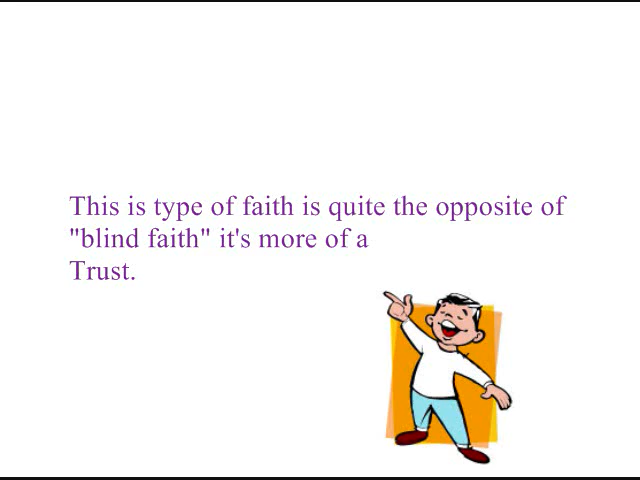 This is type of faith is quite the opposite of
"blind faith" it's more of a
Trust.